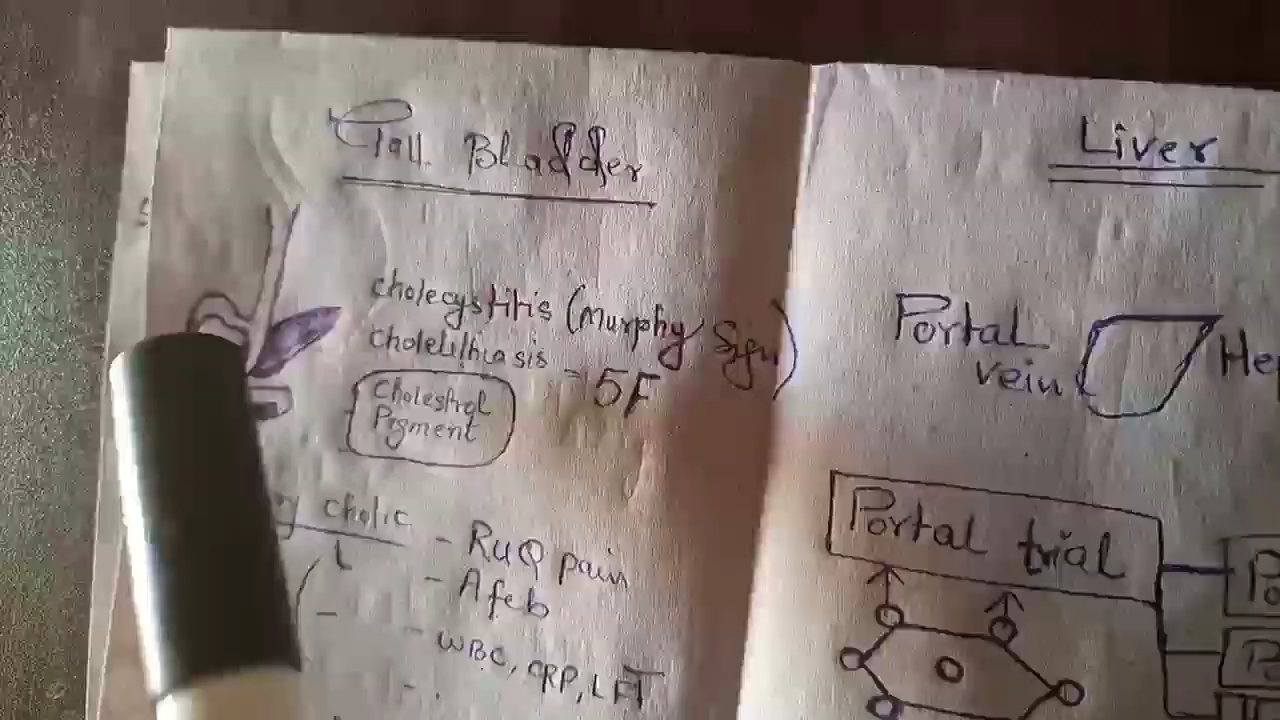 Gall Bladder
cholecystitis (Murphy Sign)
Cholelithiasis - 5F
Cholestral
Pigment
cholic
- RUQ pain
- Afeb
- WBC, CRP, LFT
Liver
Portal
vein
Portal trial